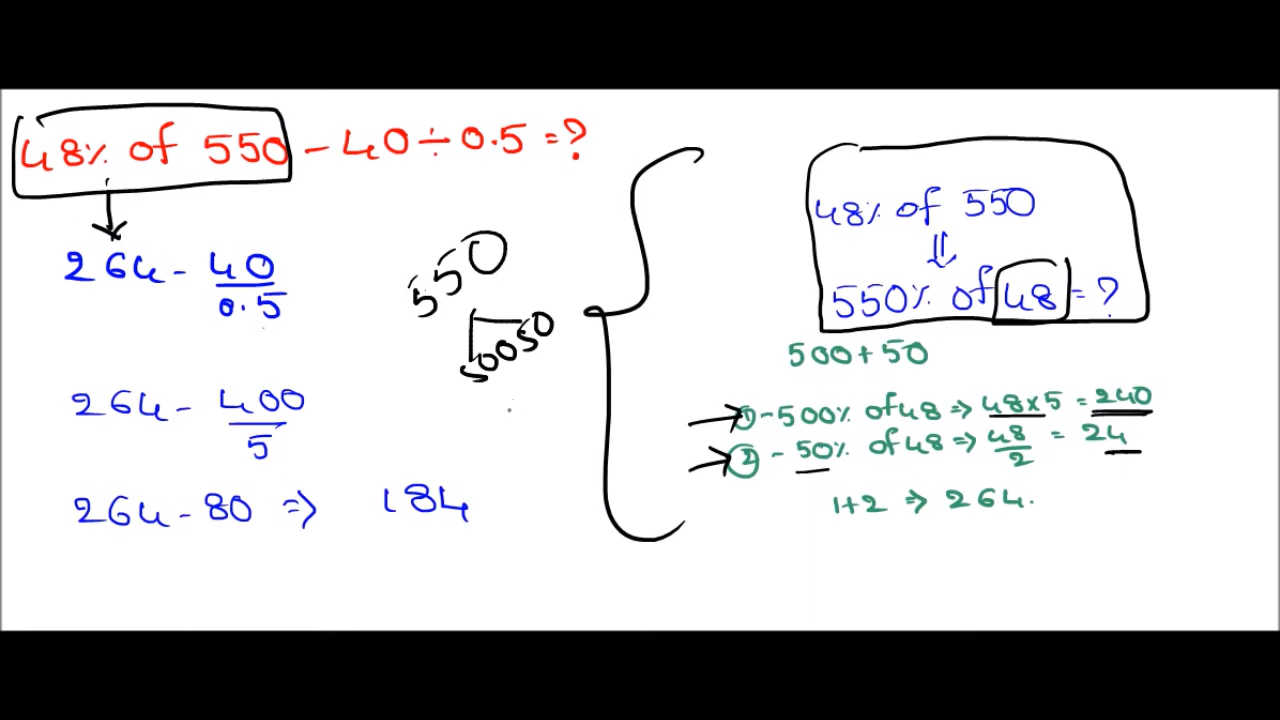 48% of 550 - 40 ÷ 0.5 = ?
264 - 40/0.5
264 - 400/5
264 - 80 ⇒ 184
550
500 50
48% of 550
⇓
550% of 48 = ?
500 + 50
① - 500% of 48 ⇒ 48 x 5 = 240
② - 50% of 48 ⇒ 48/2 = 24
1+2 ⇒ 264.